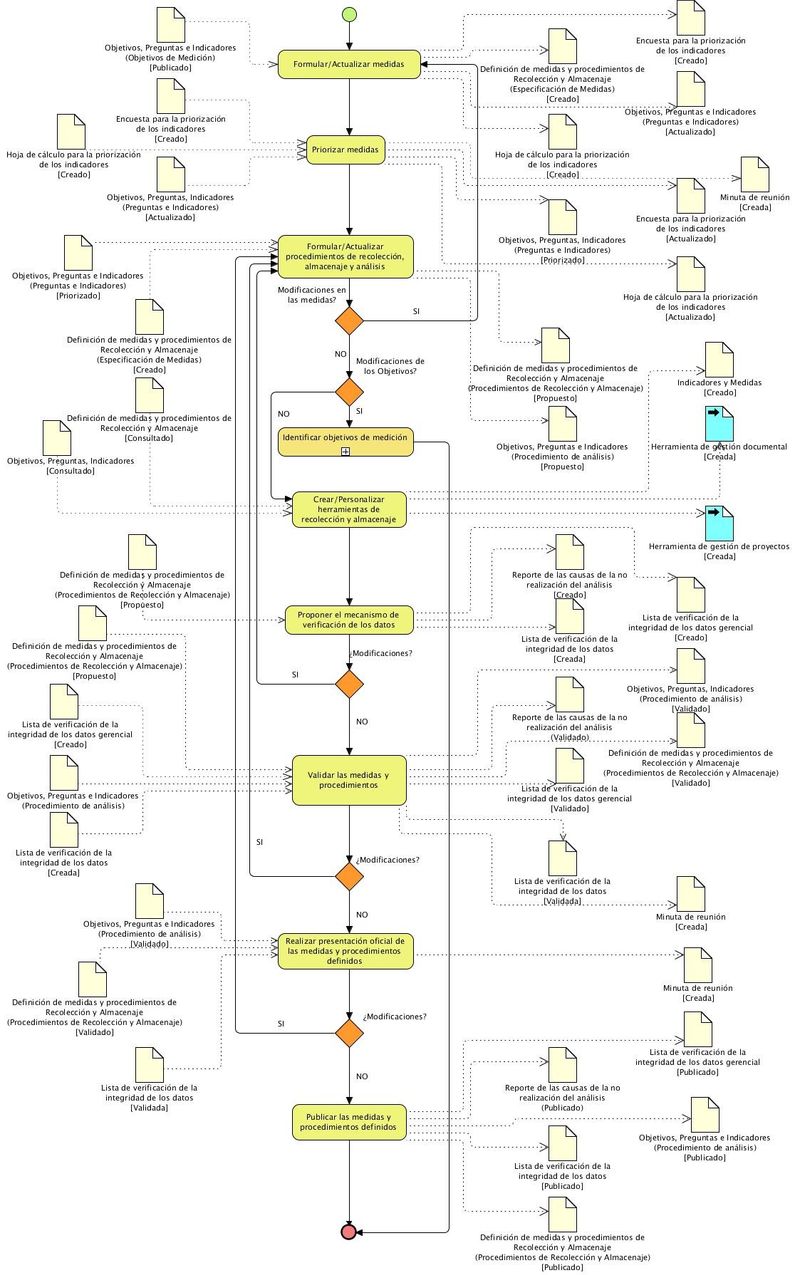 Objetivos, Preguntas e Indicadores
(Objetivos de Medición)
[Publicado]
Formular/Actualizar medidas
Encuesta para la priorización
de los indicadores
[Creado]
Definición de medidas y procedimientos de
Recolección y Almacenaje
(Especificación de Medidas)
[Creado]
Objetivos, Preguntas e Indicadores
(Preguntas e Indicadores)
[Actualizado]
Encuesta para la priorización
de los indicadores
[Creado]
Hoja de cálculo para la priorización
de los indicadores
[Creado]
Objetivos, Preguntas, Indicadores
(Preguntas e Indicadores)
[Actualizado]
Priorizar medidas
Hoja de cálculo para la priorización
de los indicadores
[Creado]
Minuta de reunión
[Creada]
Encuesta para la priorización
de los indicadores
[Actualizado]
Objetivos, Preguntas e Indicadores
(Preguntas e Indicadores)
[Priorizado]
Hoja de cálculo para la priorización
de los indicadores
[Actualizado]
Objetivos, Preguntas e Indicadores
(Preguntas e Indicadores)
[Priorizado]
Formular/Actualizar
procedimientos de recolección,
almacenaje y análisis
Modificaciones en
las medidas?
SI
NO
Definición de medidas y procedimientos de
Recolección y Almacenaje
(Especificación de Medidas)
[Creado]
Modificaciones de
los Objetivos?
NO
SI
Definición de medidas y procedimientos de
Recolección y Almacenaje
(Procedimientos de Recolección y Almacenaje)
[Propuesto]
Indicadores y Medidas
[Creado]
Definición de medidas y procedimientos de
Recolección y Almacenaje
[Consultado]
Objetivos, Preguntas, Indicadores
[Consultado]
Identificar objetivos de medición
Objetivos, Preguntas e Indicadores
(Procedimiento de análisis)
[Propuesto]
Herramienta de gestión documental
[Creada]
Crear/Personalizar
herramientas de
recolección y almacenaje
Herramienta de gestión de proyectos
[Creada]
Definición de medidas y procedimientos de
Recolección y Almacenaje
(Procedimientos de Recolección y Almacenaje)
[Propuesto]
Proponer el mecanismo de
verificación de los datos
Reporte de las causas de la no
realización del análisis
[Creado]
Lista de verificación de la
integridad de los datos gerencial
[Creado]
Lista de verificación de la
integridad de los datos
[Creada]
Definición de medidas y procedimientos de
Recolección y Almacenaje
(Procedimientos de Recolección y Almacenaje)
[Propuesto]
¿Modificaciones?
SI
NO
Objetivos, Preguntas, Indicadores
(Procedimiento de análisis)
[Validado]
Reporte de las causas de la no
realización del análisis
(Validado)
Lista de verificación de la
integridad de los datos gerencial
[Creado]
Definición de medidas y procedimientos de
Recolección y Almacenaje
(Procedimientos de Recolección y Almacenaje)
[Validado]
Objetivos, Preguntas e Indicadores
(Procedimiento de análisis)
Validar las medidas y
procedimientos
Lista de verificación de la
integridad de los datos gerencial
[Validado]
Lista de verificación de la
integridad de los datos
[Creada]
SI
¿Modificaciones?
NO
Lista de verificación de la
integridad de los datos
[Validada]
Minuta de reunión
[Creada]
Objetivos, Preguntas e Indicadores
(Procedimiento de análisis)
[Validado]
Realizar presentación oficial de
las medidas y procedimientos
definidos
Minuta de reunión
[Creada]
Definición de medidas y procedimientos de
Recolección y Almacenaje
(Procedimientos de Recolección y Almacenaje)
[Validado]
¿Modificaciones?
SI
NO
Lista de verificación de la
integridad de los datos gerencial
[Publicado]
Lista de verificación de la
integridad de los datos
[Validada]
Reporte de las causas de la no
realización del análisis
(Publicado)
Publicar las medidas y
procedimientos definidos
Objetivos, Preguntas e Indicadores
(Procedimiento de análisis)
[Publicado]
Lista de verificación de la
integridad de los datos
[Publicado]
Definición de medidas y procedimientos de
Recolección y Almacenaje
(Procedimientos de Recolección y Almacenaje)
[Publicado]